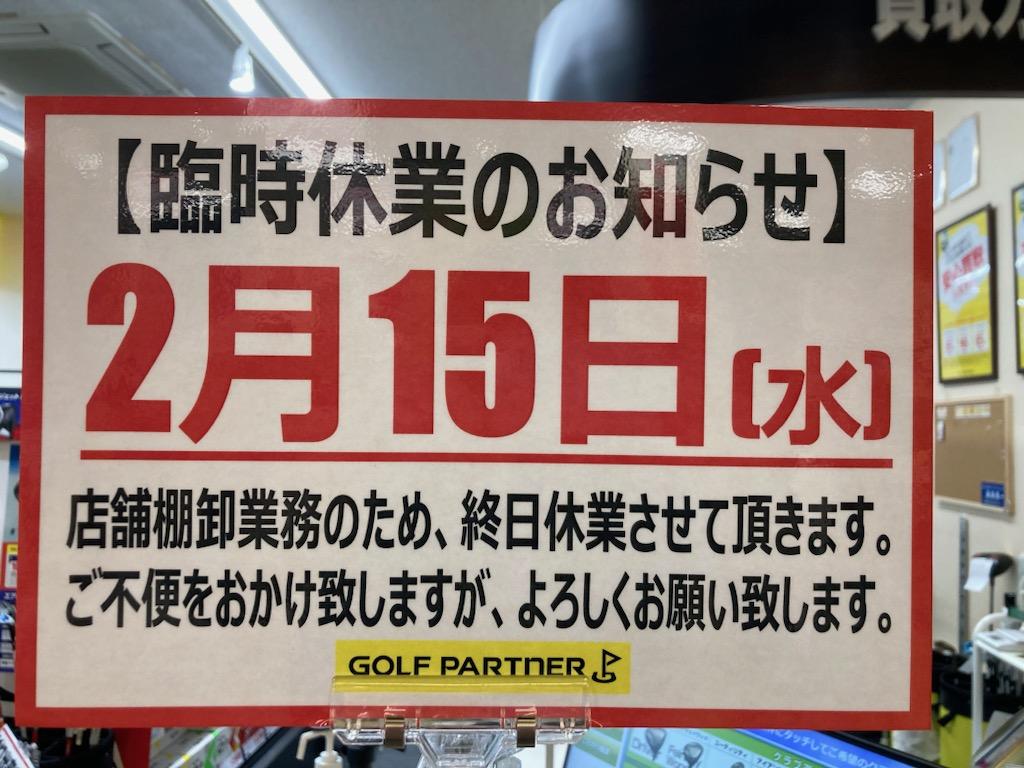 買取
【臨時休業のお知らせ】
2月15日(水)
店舗棚卸業務のため、終日休業させて頂きます。
ご不便をおかけ致しますが、よろしくお願い致します。
GOLF PARTNER